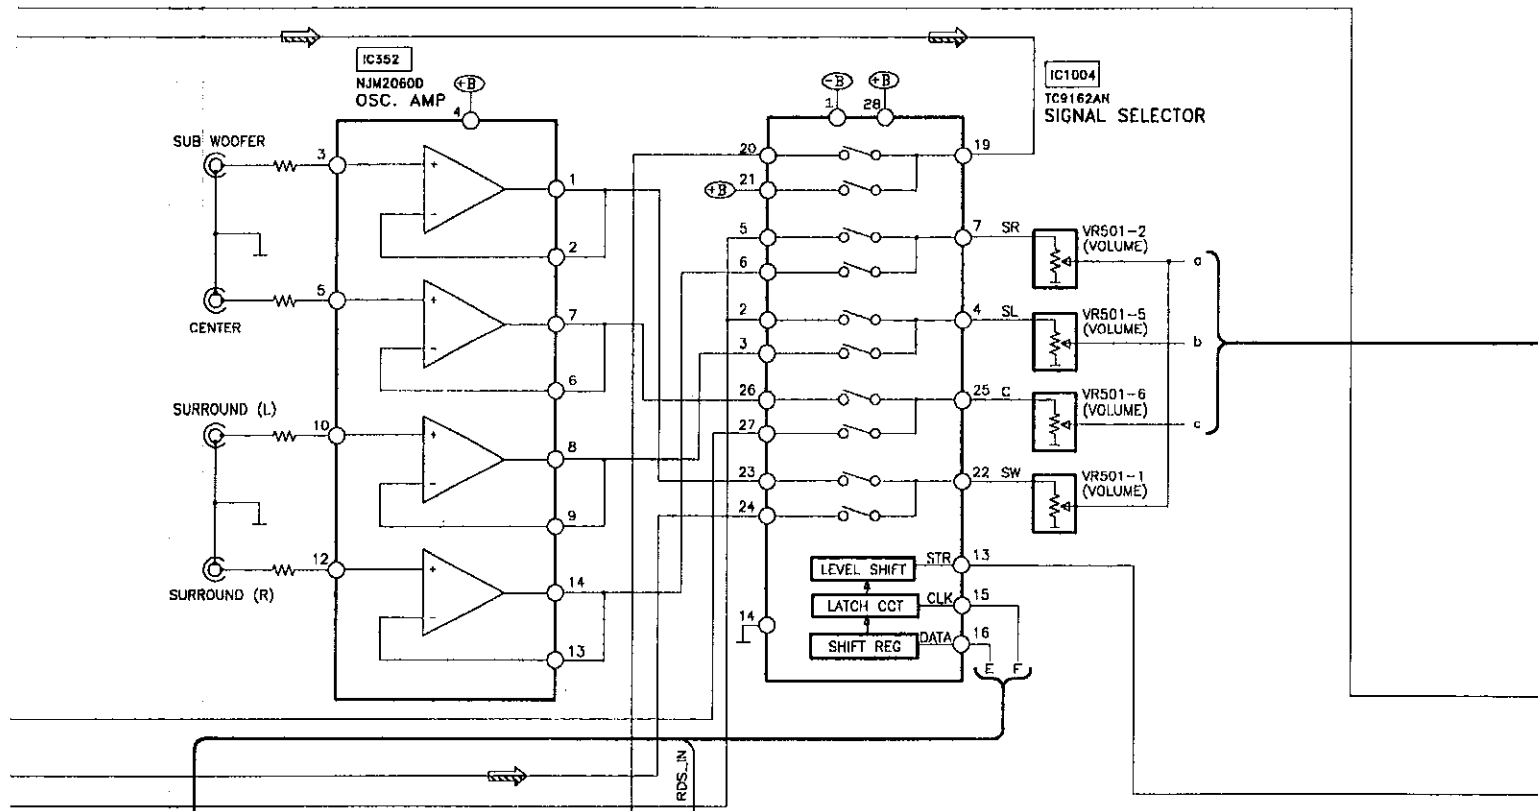 IC352
NJM2060D
OSC. AMP
+B
4
SUB WOOFER
3
1
2
CENTER
5
7
6
SURROUND (L)
10
8
9
SURROUND (R)
12
14
13
+
-
+
-
+
-
+
-
IC1004
TC9162AN
SIGNAL SELECTOR
-B
+B
1
28
20
19
+B
21
5
7
SR
VR501-2
(VOLUME)
6
a
2
4
SL
VR501-5
(VOLUME)
3
b
26
25
C
VR501-6
(VOLUME)
27
c
23
22
SW
VR501-1
(VOLUME)
24
LEVEL SHIFT
STR
13
LATCH CCT
CLK
15
14
SHIFT REG
DATA
16
E
F
RDS_IN